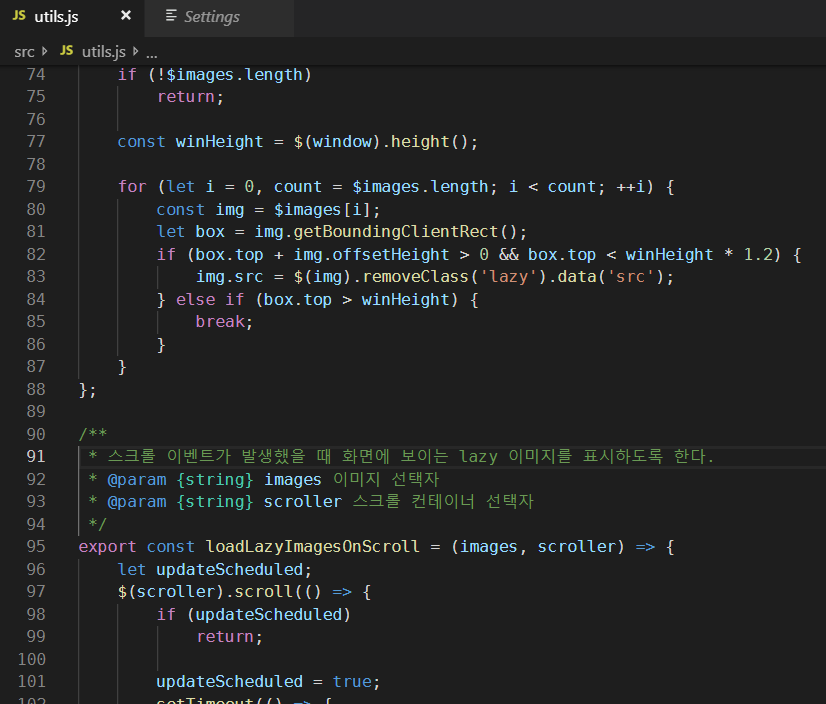 JS utils.js × Settings
src JS utils.js ...
74 if (!$images.length)
75 return;
76
77 const winHeight = $(window).height();
78
79 for (let i = 0, count = $images.length; i < count; ++i) {
80 const img = $images[i];
81 let box = img.getBoundingClientRect();
82 if (box.top + img.offsetHeight > 0 && box.top < winHeight * 1.2) {
83 img.src = $(img).removeClass('lazy').data('src');
84 } else if (box.top > winHeight) {
85 break;
86 }
87 }
88 };
89
90 /**
91 * 스크롤 이벤트가 발생했을 때 화면에 보이는 lazy 이미지를 표시하도록 한다.
92 * @param {string} images 이미지 선택자
93 * @param {string} scroller 스크롤 컨테이너 선택자
94 */
95 export const loadLazyImagesOnScroll = (images, scroller) => {
96 let updateScheduled;
97 $(scroller).scroll(() => {
98 if (updateScheduled)
99 return;
100
101 updateScheduled = true;
102 setTimeout(() => {